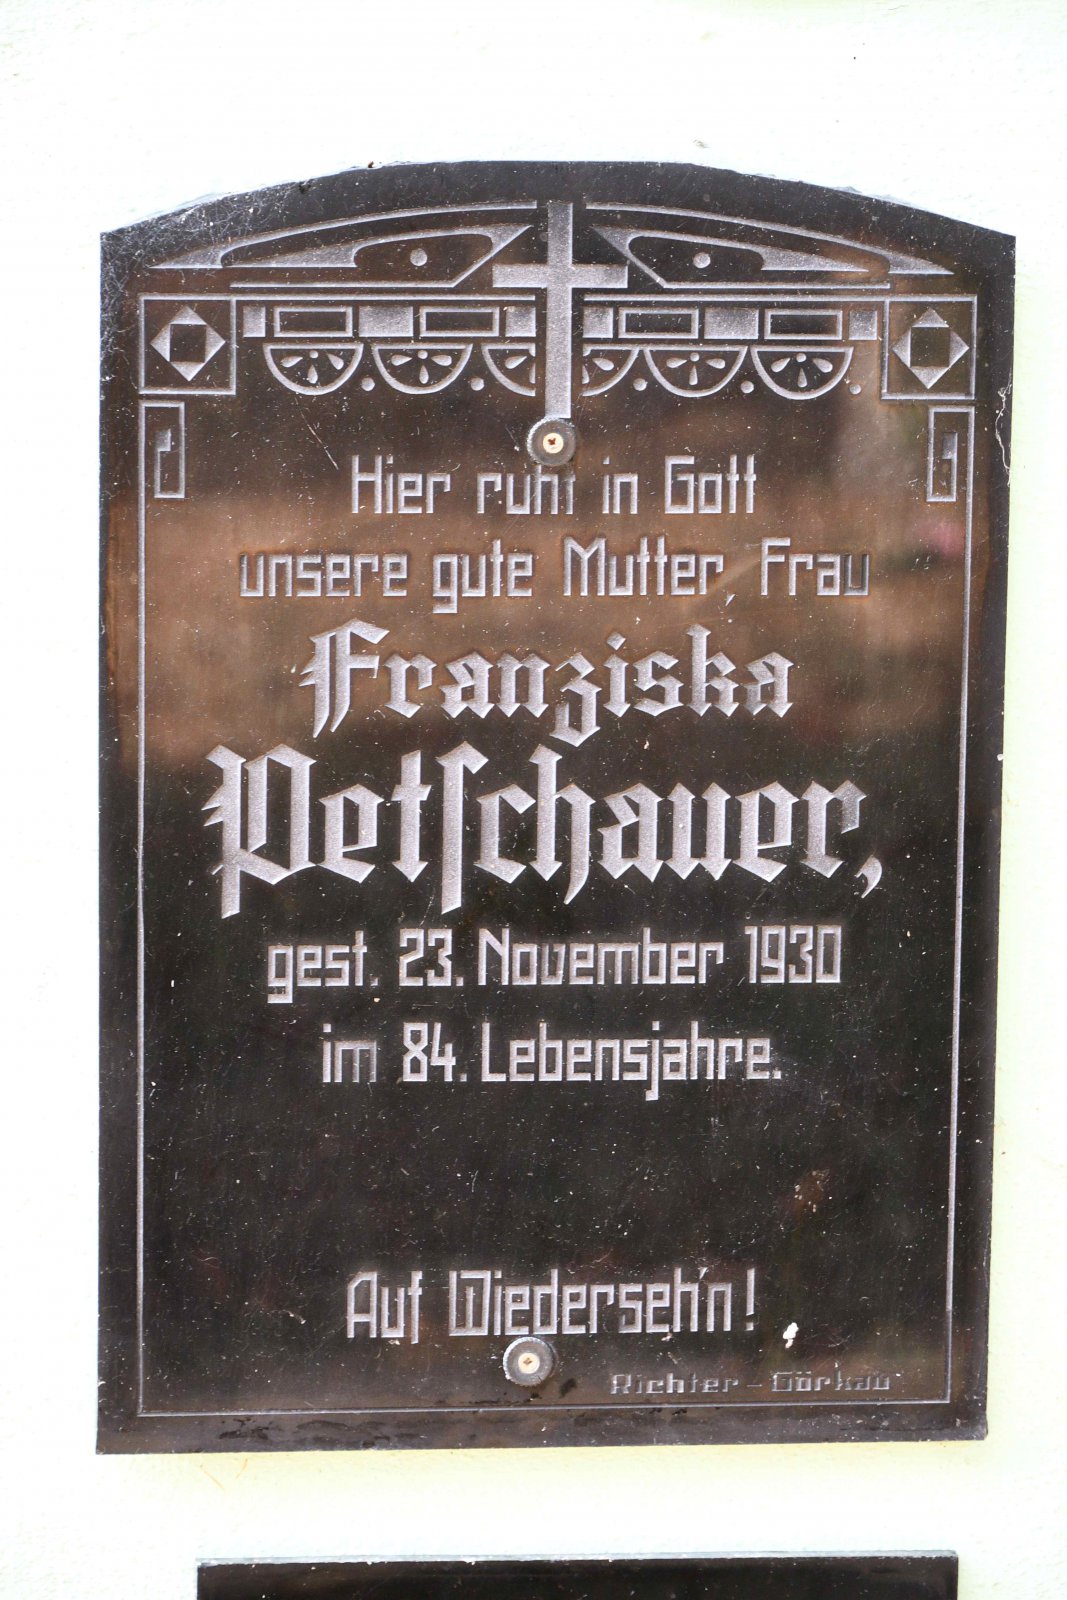 Hier ruht in Gott
unsere gute Mutter, Frau
Franziska
Petſchauer,
gest. 23. November 1930
im 84. Lebensjahre.
Auf Wiederseh'n!
Richter - Görkau